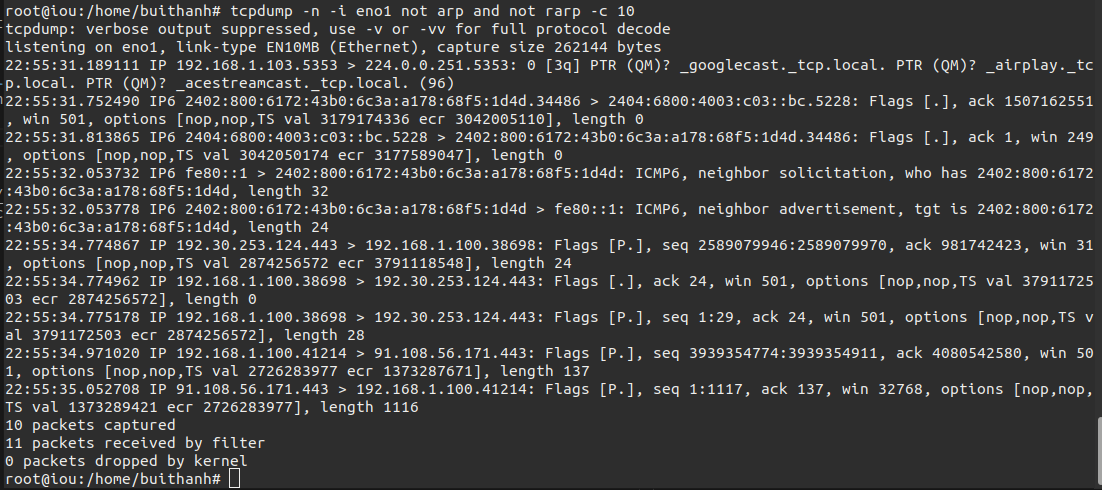 root@iou:/home/buithanh# tcpdump -n -i eno1 not arp and not rarp -c 10
tcpdump: verbose output suppressed, use -v or -vv for full protocol decode
listening on eno1, link-type EN10MB (Ethernet), capture size 262144 bytes
22:55:31.189111 IP 192.168.1.103.5353 > 224.0.0.251.5353: 0 [3q] PTR (QM)? _googlecast._tcp.local. PTR (QM)? _airplay._tc
p.local. PTR (QM)? _acestreamcast._tcp.local. (96)
22:55:31.752490 IP6 2402:800:6172:43b0:6c3a:a178:68f5:1d4d.34486 > 2404:6800:4003:c03::bc.5228: Flags [.], ack 1507162551
, win 501, options [nop,nop,TS val 3179174336 ecr 3042005110], length 0
22:55:31.813865 IP6 2404:6800:4003:c03::bc.5228 > 2402:800:6172:43b0:6c3a:a178:68f5:1d4d.34486: Flags [.], ack 1, win 249
, options [nop,nop,TS val 3042050174 ecr 3177589047], length 0
22:55:32.053732 IP6 fe80::1 > 2402:800:6172:43b0:6c3a:a178:68f5:1d4d: ICMP6, neighbor solicitation, who has 2402:800:6172
:43b0:6c3a:a178:68f5:1d4d, length 32
22:55:32.053778 IP6 2402:800:6172:43b0:6c3a:a178:68f5:1d4d > fe80::1: ICMP6, neighbor advertisement, tgt is 2402:800:6172
:43b0:6c3a:a178:68f5:1d4d, length 24
22:55:34.774867 IP 192.30.253.124.443 > 192.168.1.100.38698: Flags [P.], seq 2589079946:2589079970, ack 981742423, win 31
, options [nop,nop,TS val 2874256572 ecr 3791118548], length 24
22:55:34.774962 IP 192.168.1.100.38698 > 192.30.253.124.443: Flags [.], ack 24, win 501, options [nop,nop,TS val 37911725
03 ecr 2874256572], length 0
22:55:34.775178 IP 192.168.1.100.38698 > 192.30.253.124.443: Flags [P.], seq 1:29, ack 24, win 501, options [nop,nop,TS v
al 3791172503 ecr 2874256572], length 28
22:55:34.971020 IP 192.168.1.100.41214 > 91.108.56.171.443: Flags [P.], seq 3939354774:3939354911, ack 4080542580, win 50
1, options [nop,nop,TS val 2726283977 ecr 1373287671], length 137
22:55:35.052708 IP 91.108.56.171.443 > 192.168.1.100.41214: Flags [P.], seq 1:1117, ack 137, win 32768, options [nop,nop,
TS val 1373289421 ecr 2726283977], length 1116
10 packets captured
11 packets received by filter
0 packets dropped by kernel
root@iou:/home/buithanh#